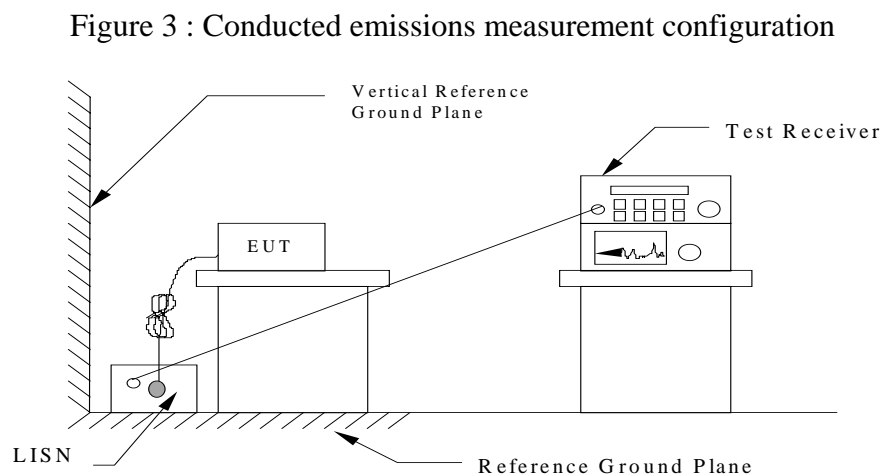 Figure 3 : Conducted emissions measurement configuration
Vertical Reference
Ground Plane
Test Receiver
EUT
LISN
Reference Ground Plane